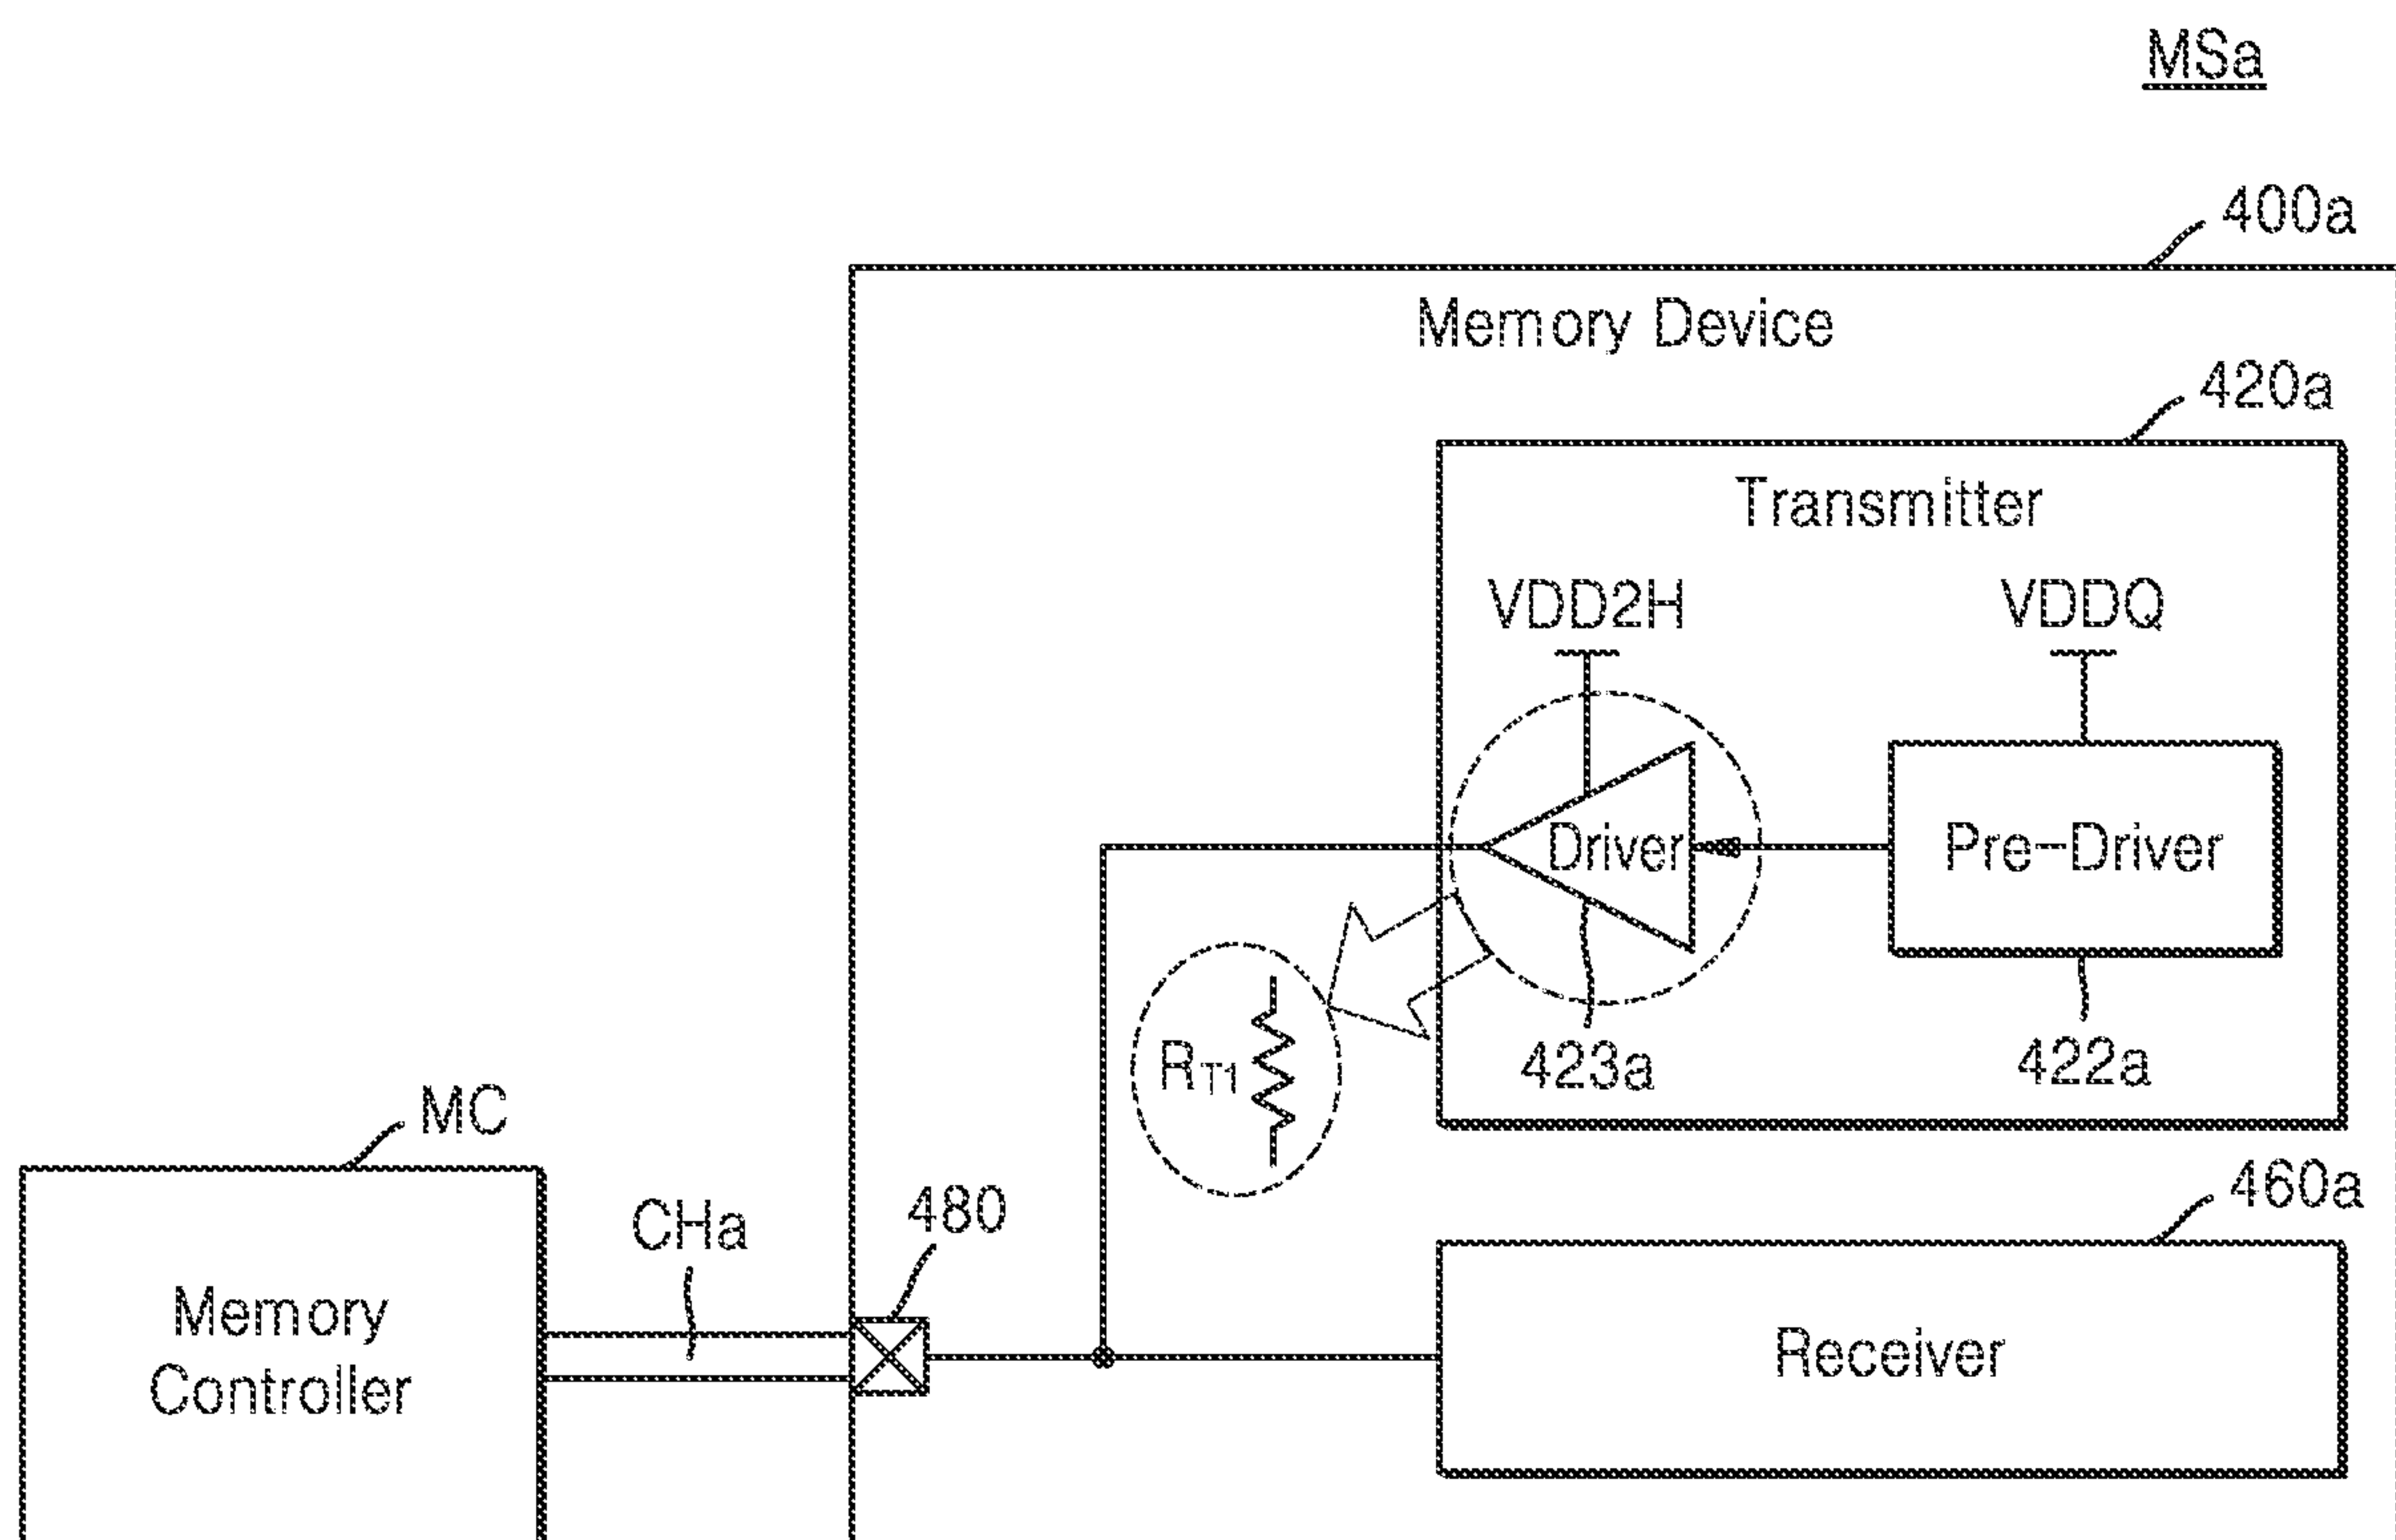 MSa
400a
Memory Device
420a
Transmitter
VDD2H
VDDQ
Driver
Pre-Driver
RT1
423a
422a
MC
CHa
480
460a
Memory
Controller
Receiver